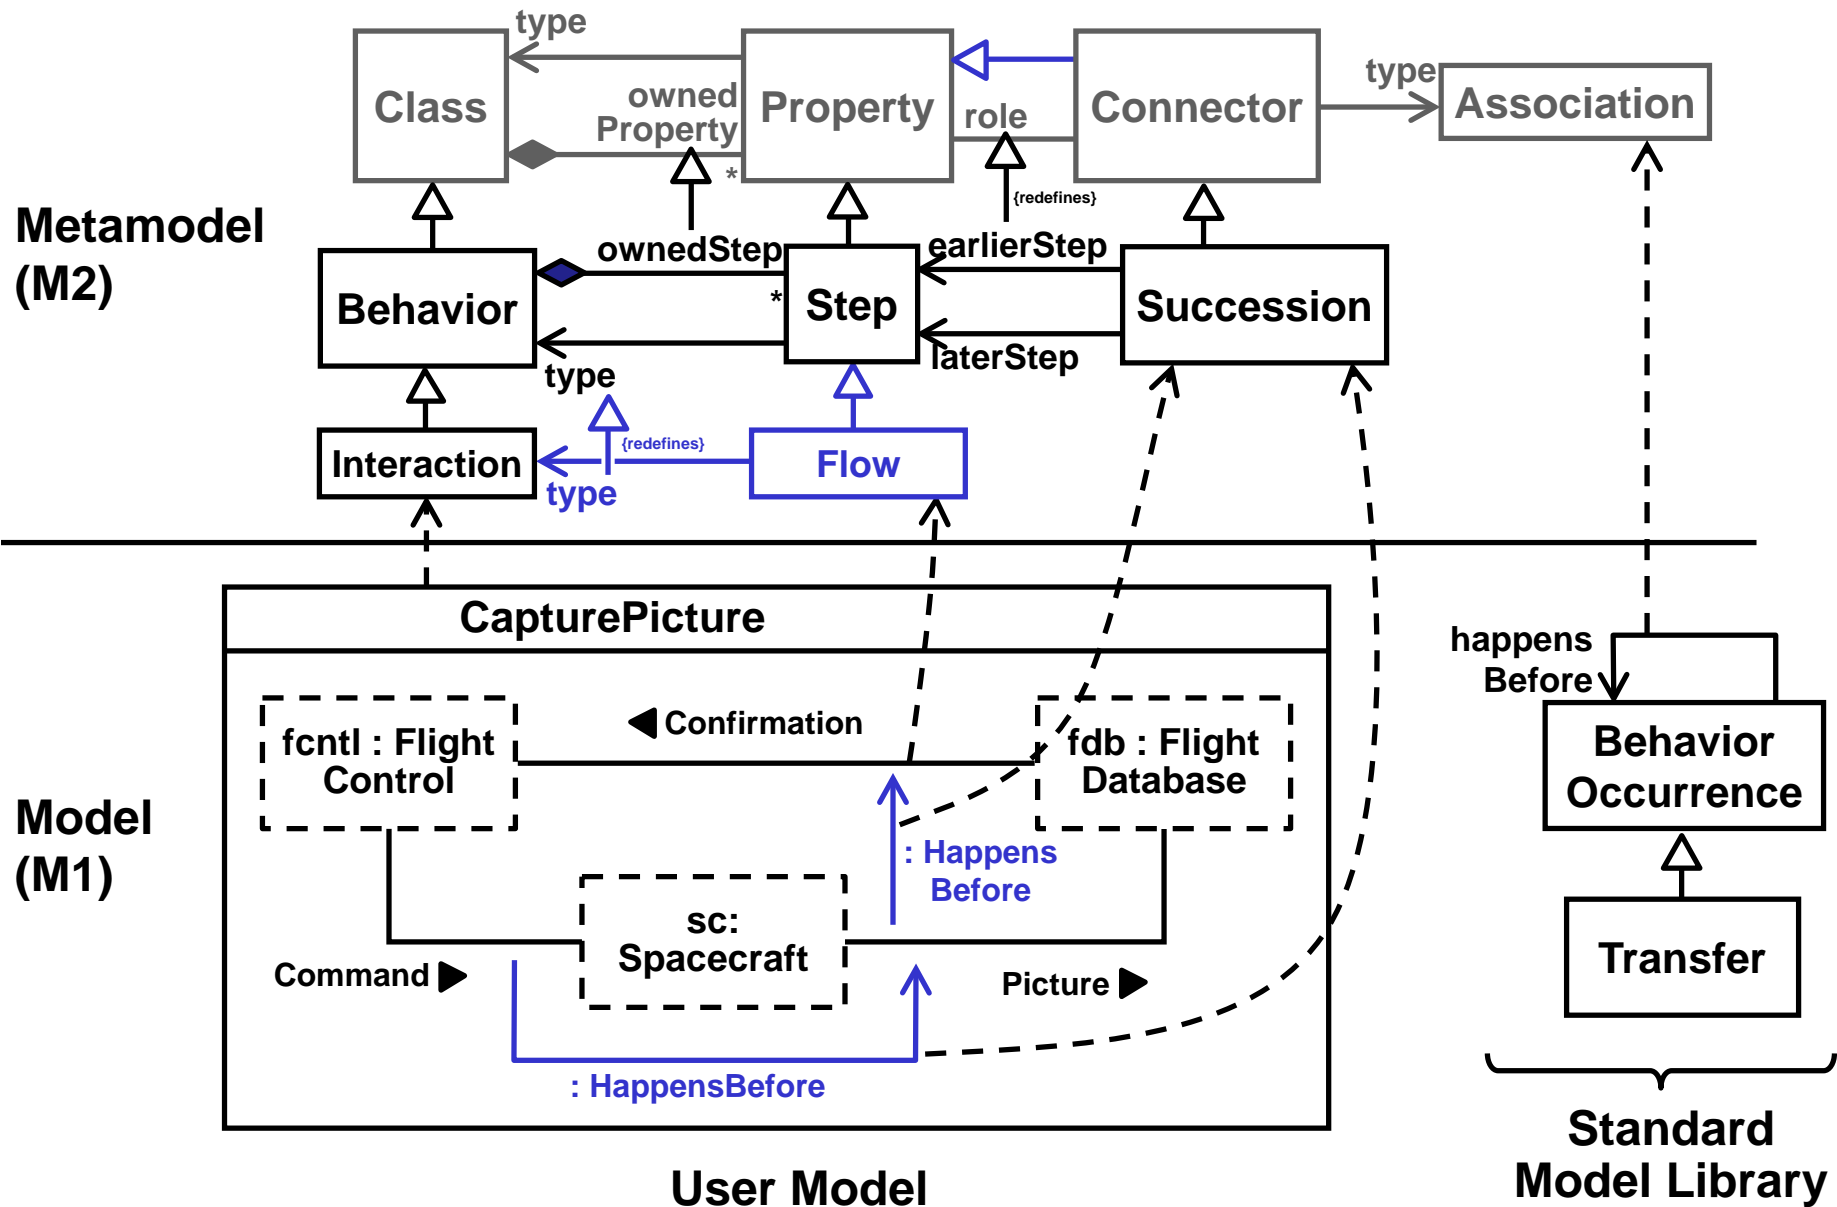 type
Class
owned
Property
*
Property
role
Connector
type
Association
{redefines}
Metamodel
(M2)
ownedStep
earlierStep
Behavior
*
Step
Succession
type
laterStep
{redefines}
Interaction
type
Flow
CapturePicture
happens
Before
fcntl : Flight
Control
Confirmation
fdb : Flight
Database
Behavior
Occurrence
Model
(M1)
: Happens
Before
sc:
Spacecraft
Command
Picture
Transfer
: HappensBefore
User Model
Standard
Model Library